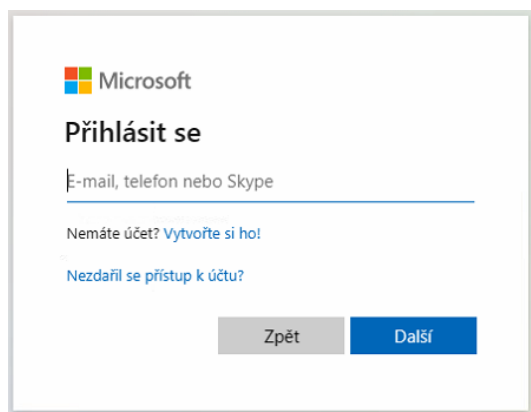 Microsoft
Přihlásit se
E-mail, telefon nebo Skype
Nemáte účet? Vytvořte si ho!
Nezdařil se přístup k účtu?
Zpět Další